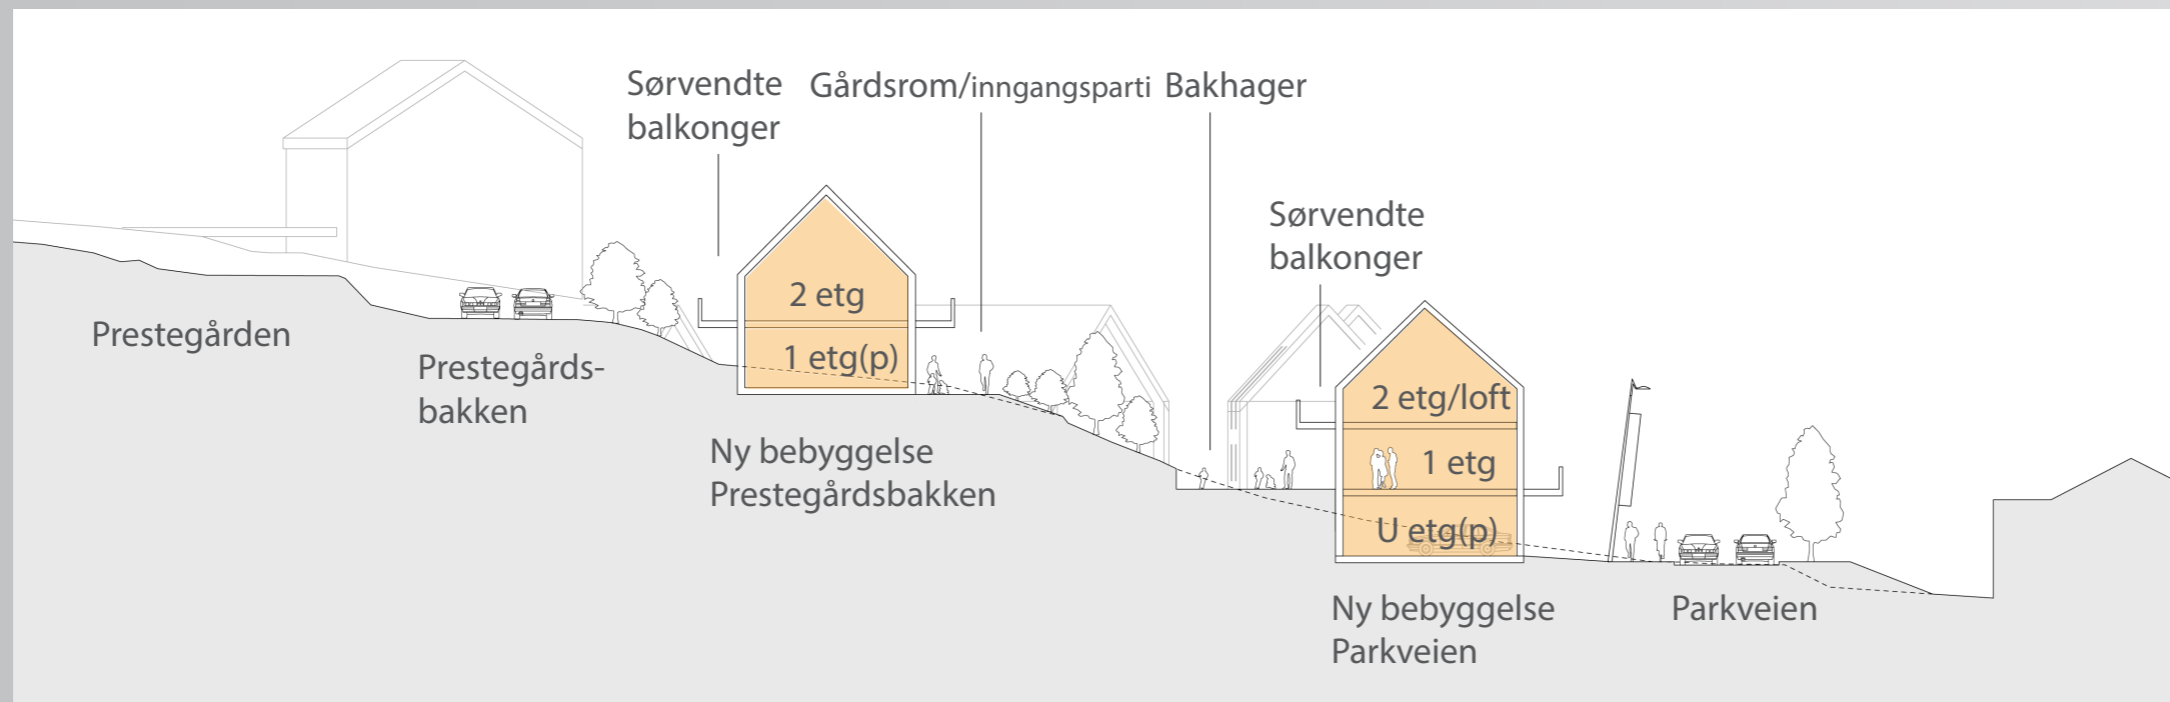 Sørvendte
balkonger
Gårdsrom/inngangsparti
Bakhager
Sørvendte
balkonger
2 etg
1 etg(p)
Prestegården
Prestegårds-
bakken
2 etg/loft
1 etg
U etg(p)
Ny bebyggelse
Prestegårdsbakken
Ny bebyggelse
Parkveien
Parkveien